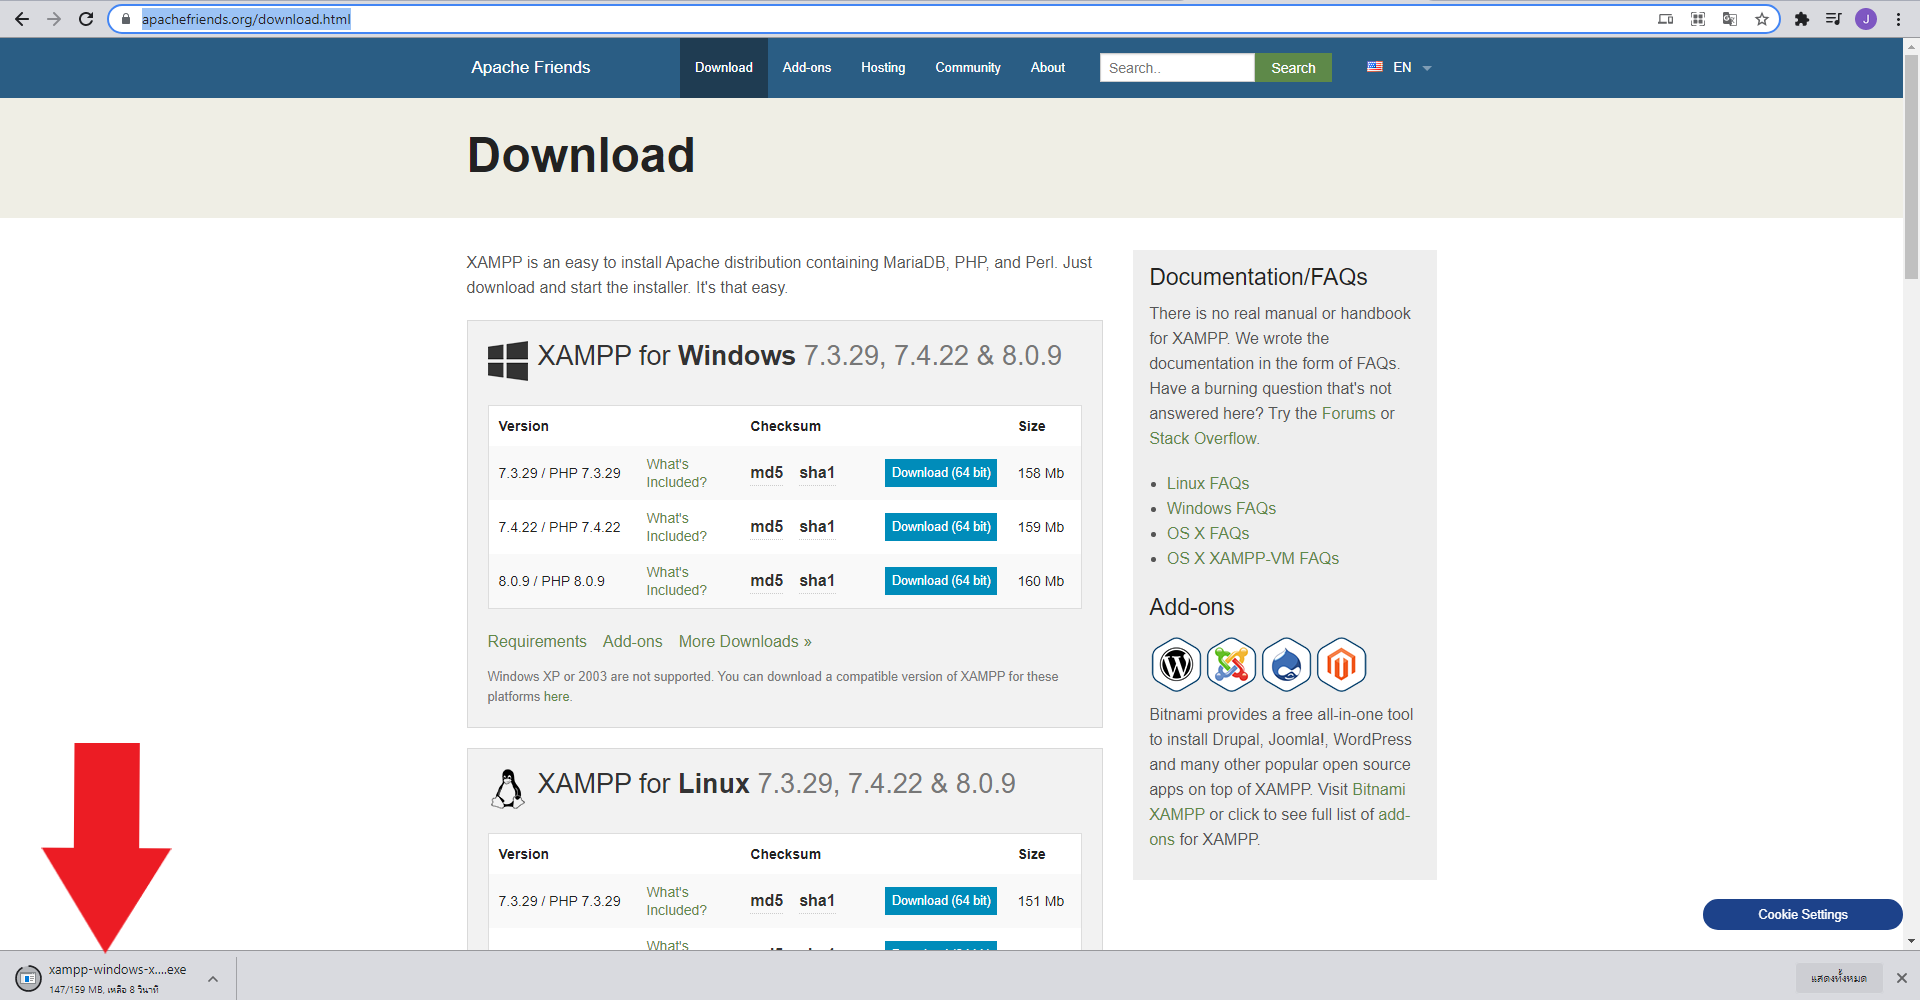 apachefriends.org/download.html
J
Apache Friends
Download
Add-ons
Hosting
Community
About
Search..
Search
EN
Download
XAMPP is an easy to install Apache distribution containing MariaDB, PHP, and Perl. Just
download and start the installer. It's that easy.
XAMPP for Windows 7.3.29, 7.4.22 & 8.0.9
Version Checksum Size
7.3.29 / PHP 7.3.29 What's
Included? md5 sha1 Download (64 bit) 158 Mb
7.4.22 / PHP 7.4.22 What's
Included? md5 sha1 Download (64 bit) 159 Mb
8.0.9 / PHP 8.0.9 What's
Included? md5 sha1 Download (64 bit) 160 Mb
Requirements Add-ons More Downloads »
Windows XP or 2003 are not supported. You can download a compatible version of XAMPP for these
platforms here.
XAMPP for Linux 7.3.29, 7.4.22 & 8.0.9
Version Checksum Size
7.3.29 / PHP 7.3.29 What's
Included? md5 sha1 Download (64 bit) 151 Mb
What's
Documentation/FAQs
There is no real manual or handbook
for XAMPP. We wrote the
documentation in the form of FAQs.
Have a burning question that's not
answered here? Try the Forums or
Stack Overflow.
Linux FAQs
Windows FAQs
OS X FAQs
OS X XAMPP-VM FAQs
Add-ons
Bitnami provides a free all-in-one tool
to install Drupal, Joomla!, WordPress
and many other popular open source
apps on top of XAMPP. Visit Bitnami
XAMPP or click to see full list of add-
ons for XAMPP.
Cookie Settings
xampp-windows-x....exe
147/159 MB, เหลือ 8 วินาที
แสดงทั้งหมด